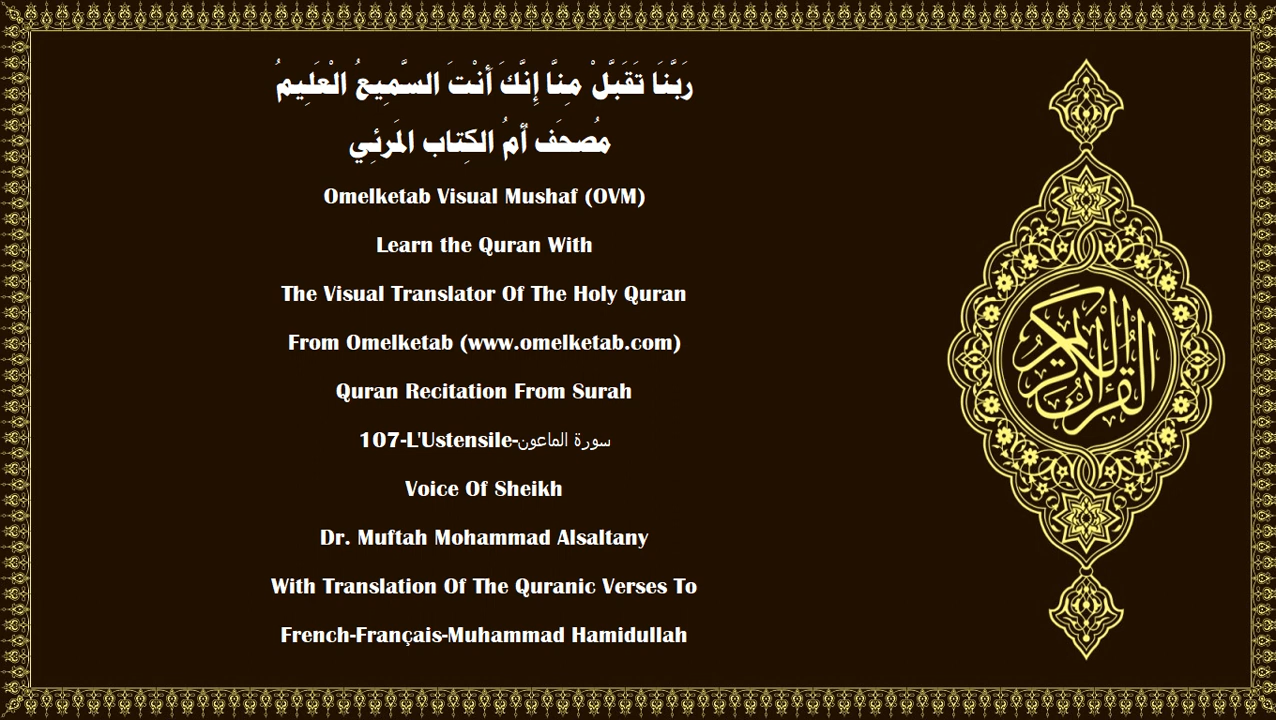 رَبَّنَا تَقَبَّلْ مِنَّا إِنَّكَ أَنْتَ السَّمِيعُ الْعَلِيمُ
مُصحَف أمُ الكِتاب المَرئِي
Omelketab Visual Mushaf (OVM)
Learn the Quran With
The Visual Translator Of The Holy Quran
From Omelketab (www.omelketab.com)
Quran Recitation From Surah
107-L'Ustensile-سورة الماعون
Voice Of Sheikh
Dr. Muftah Mohammad Alsaltany
With Translation Of The Quranic Verses To
French-Français-Muhammad Hamidullah
القرآن الكريم